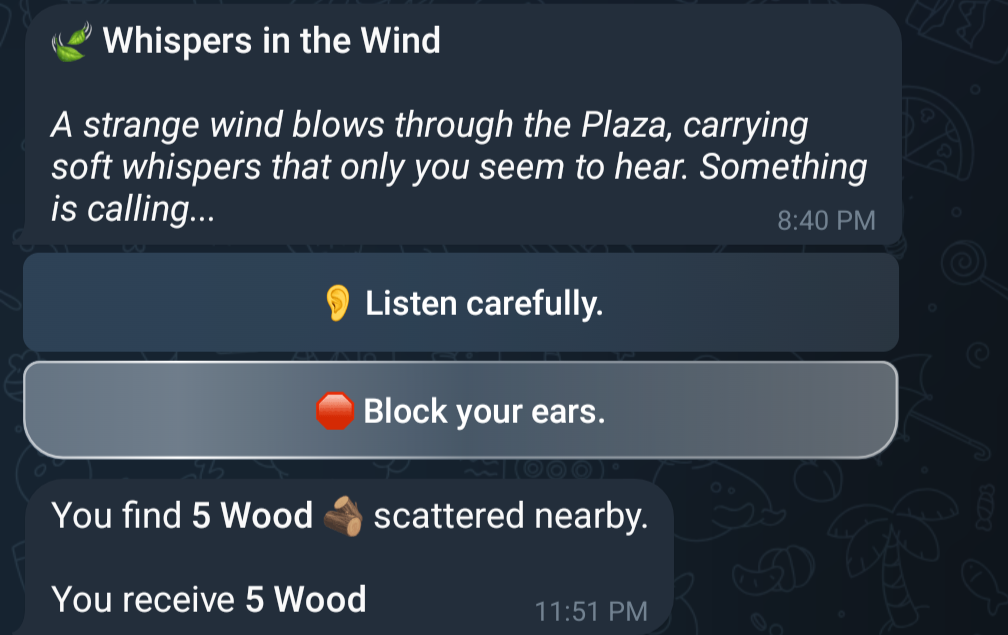 🍃 Whispers in the Wind
A strange wind blows through the Plaza, carrying
soft whispers that only you seem to hear. Something
is calling...
8:40 PM
👂 Listen carefully.
🛑 Block your ears.
You find 5 Wood 🪵 scattered nearby.
You receive 5 Wood
11:51 PM